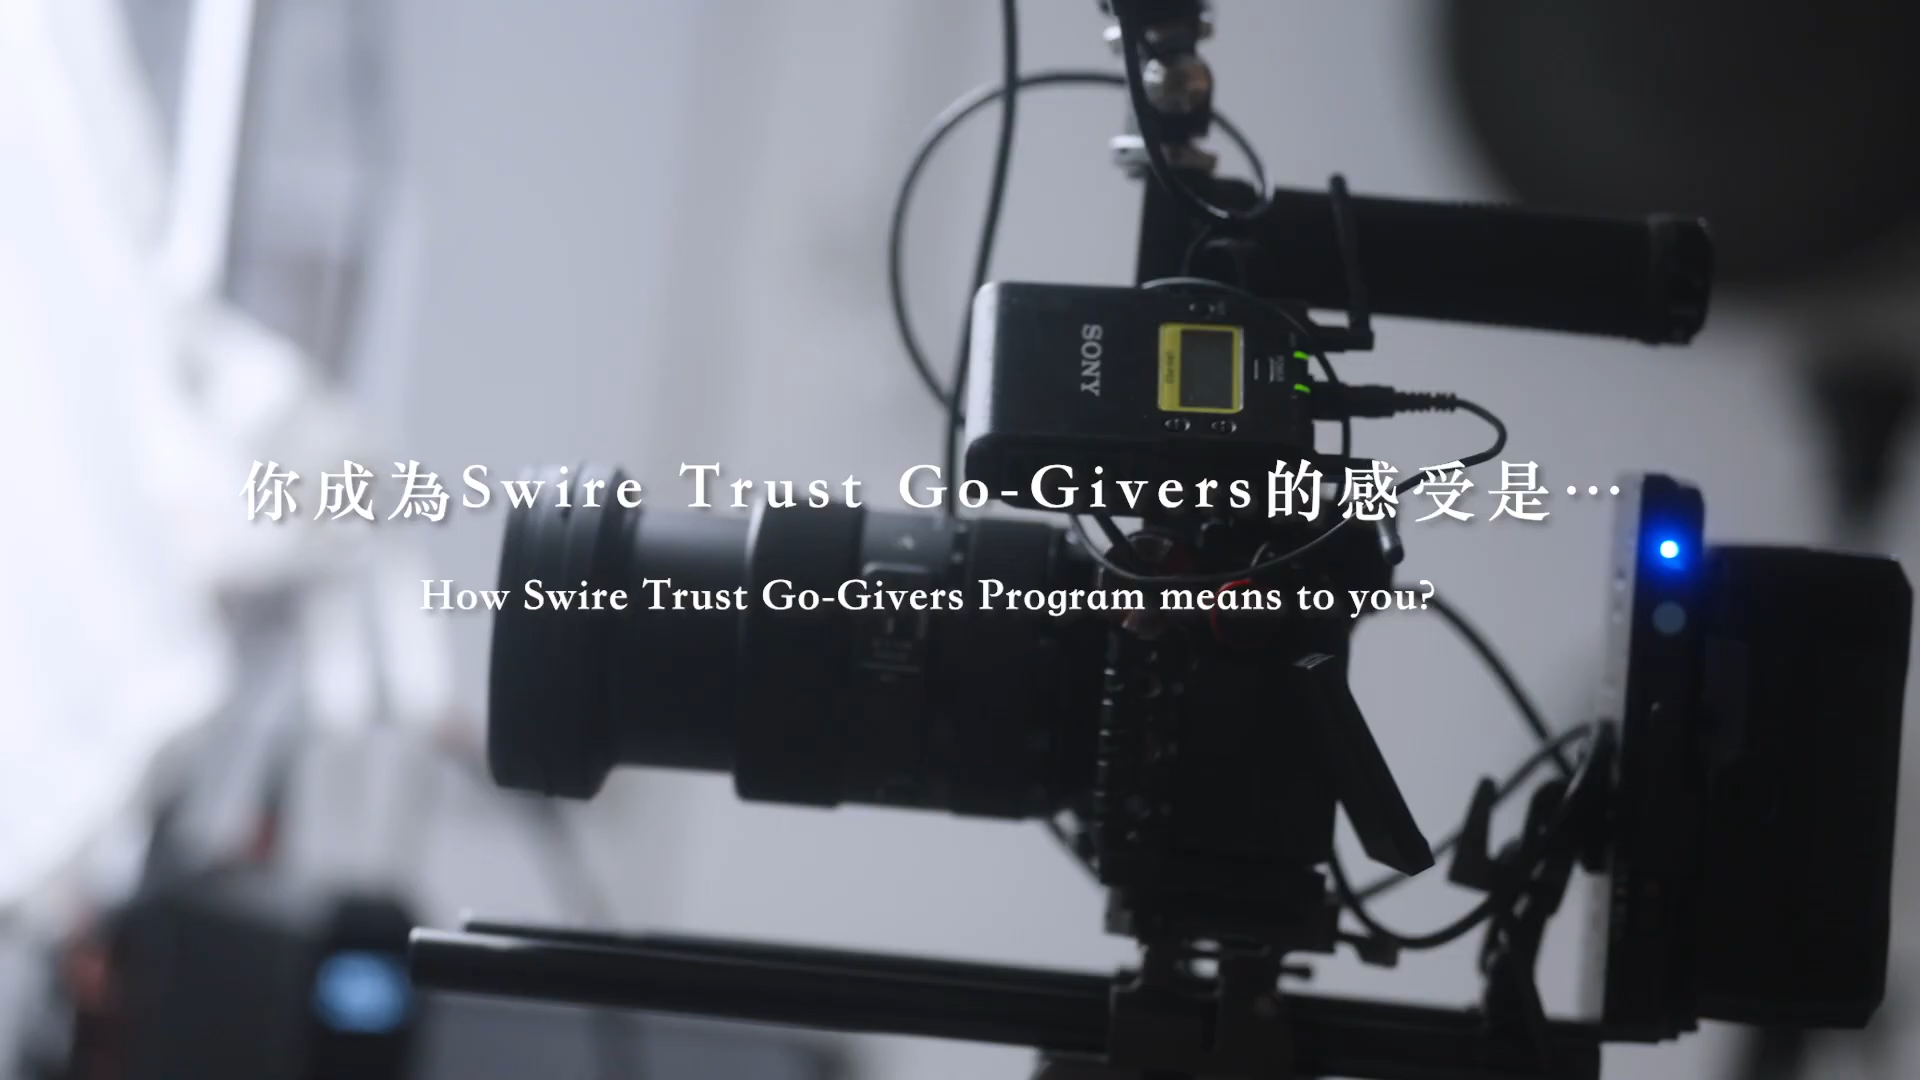 SONY
你成為Swire Trust Go-Givers的感受是⋯
How Swire Trust Go-Givers Program means to you?